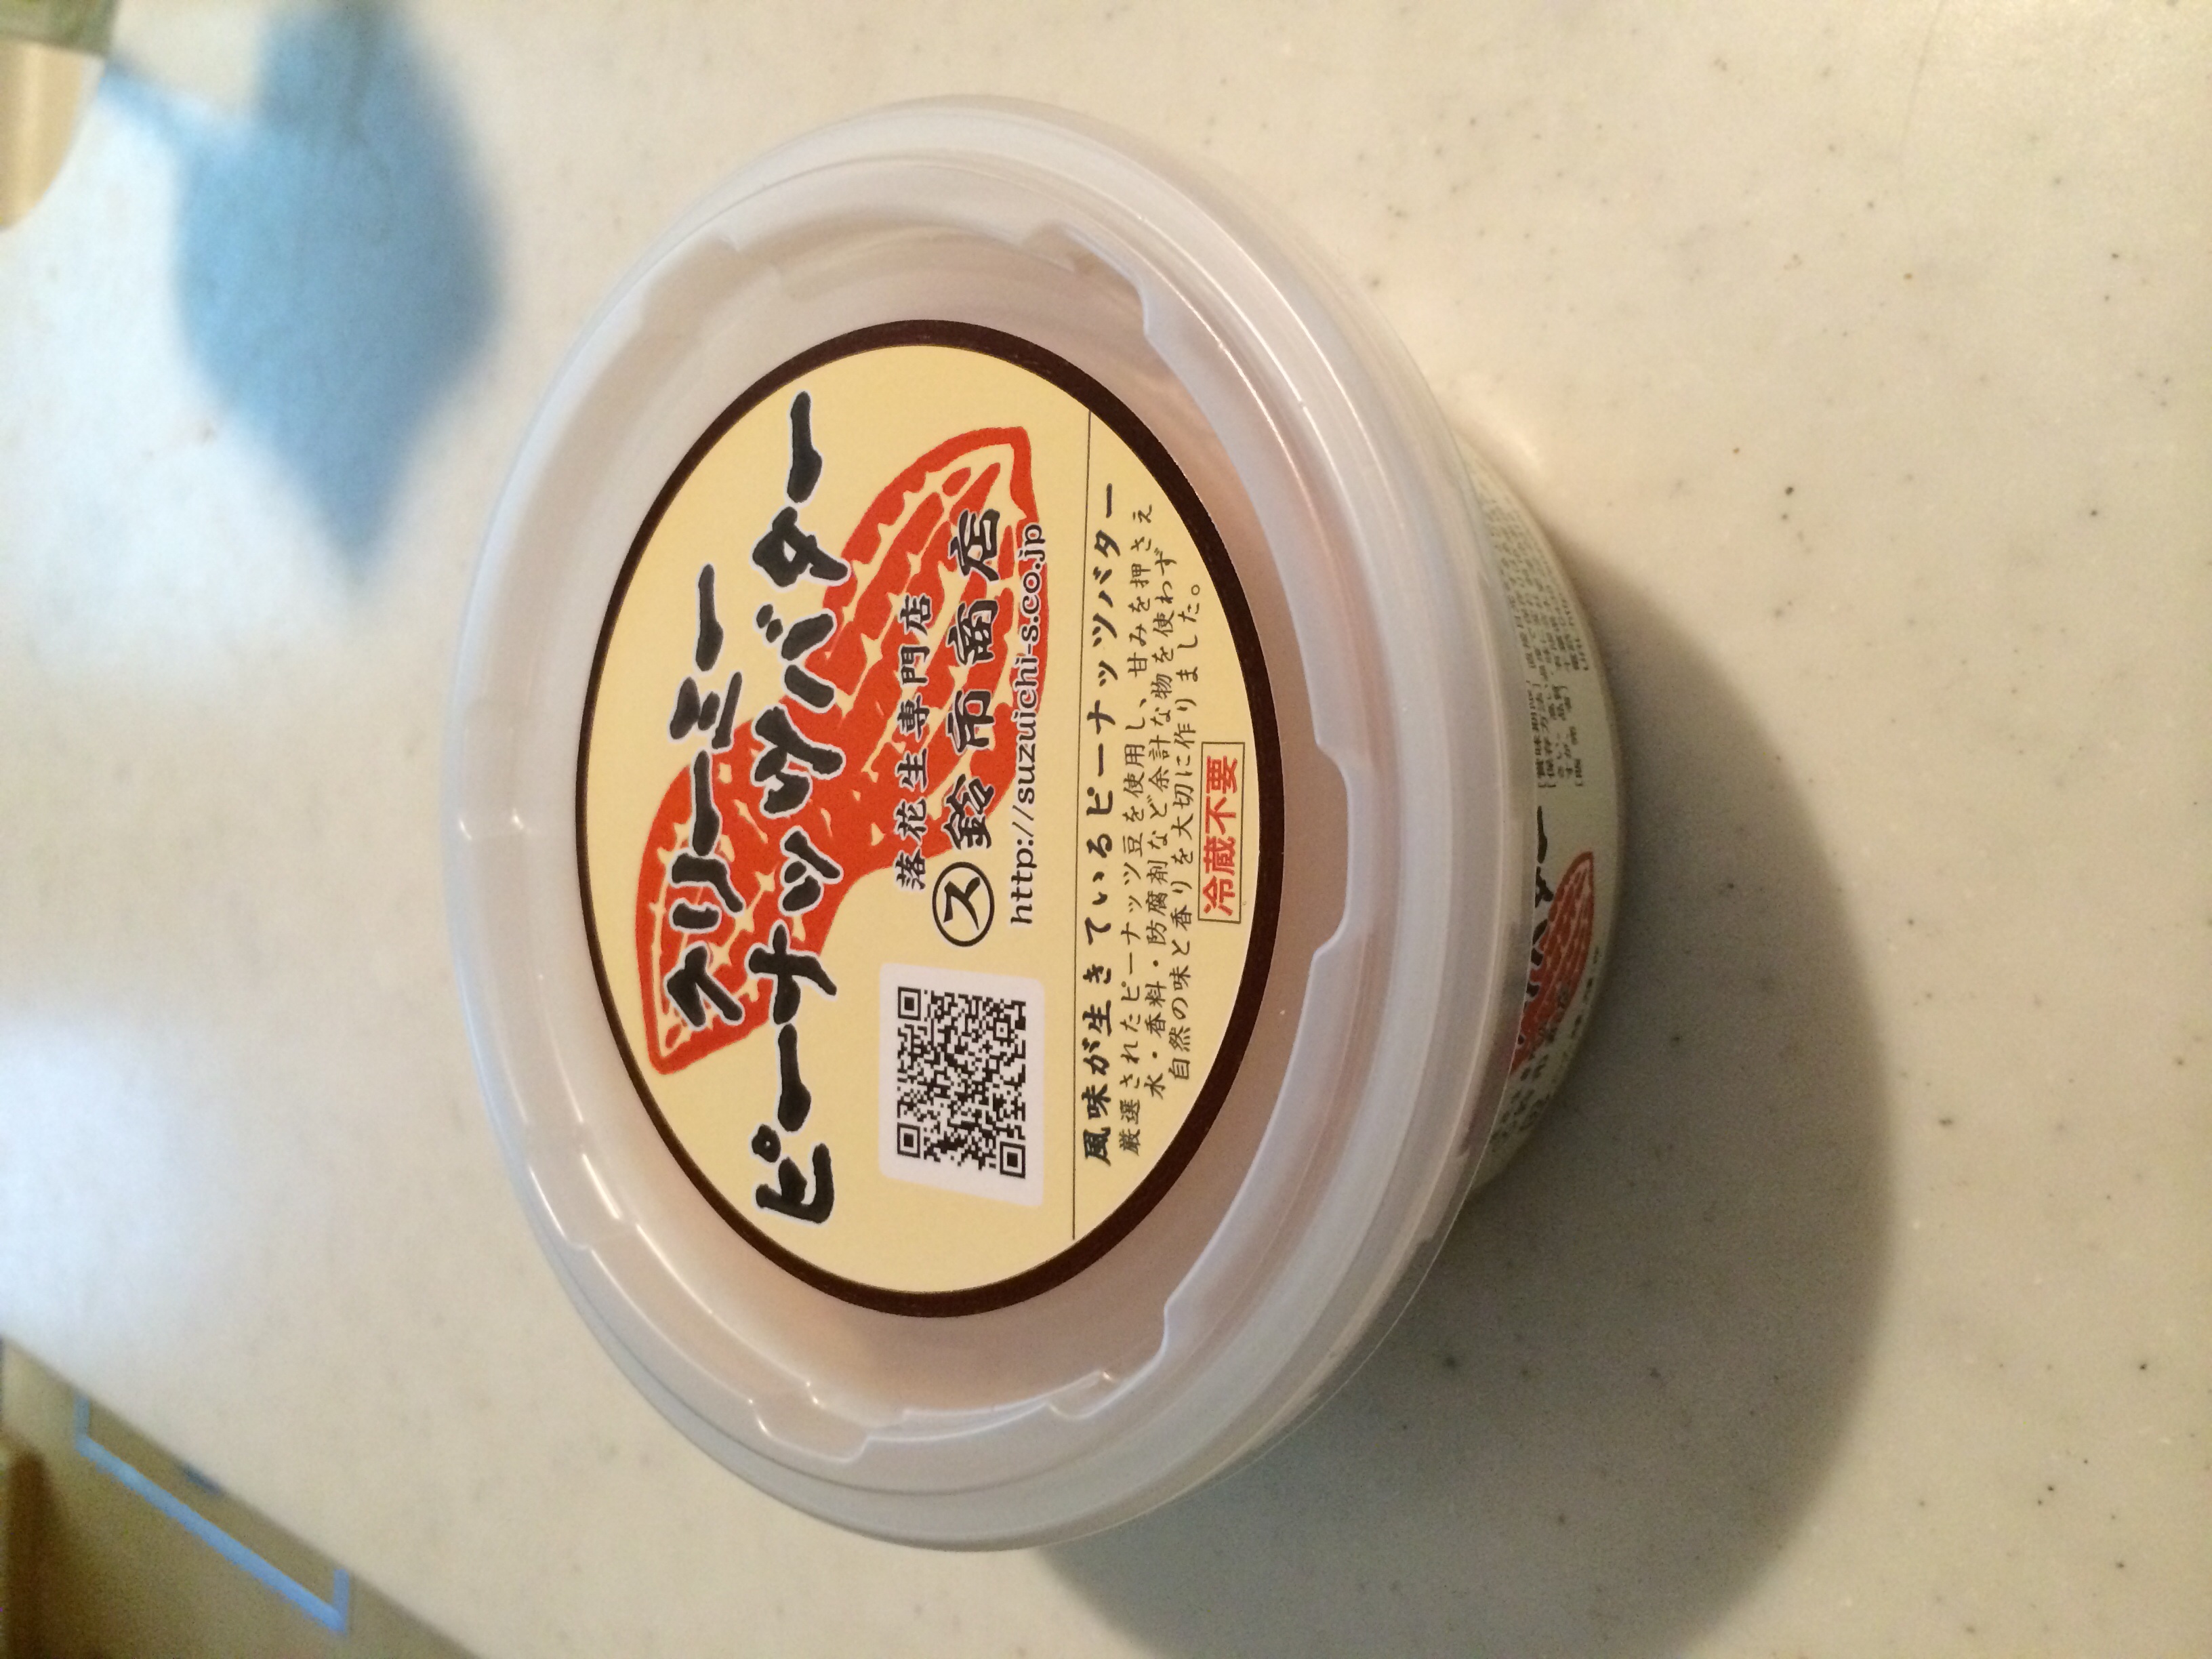 クリーミー
ピーナッツバター
落花生専門店
ス 鈴市商店
http://suzuichi-s.co.jp
風味が生きているピーナッツバター
厳選されたピーナッツ豆を使用し、甘みを押さえ
水・香料・防腐剤など余計な物を使わず
自然の味と香りを大切に作りました。
冷蔵不要